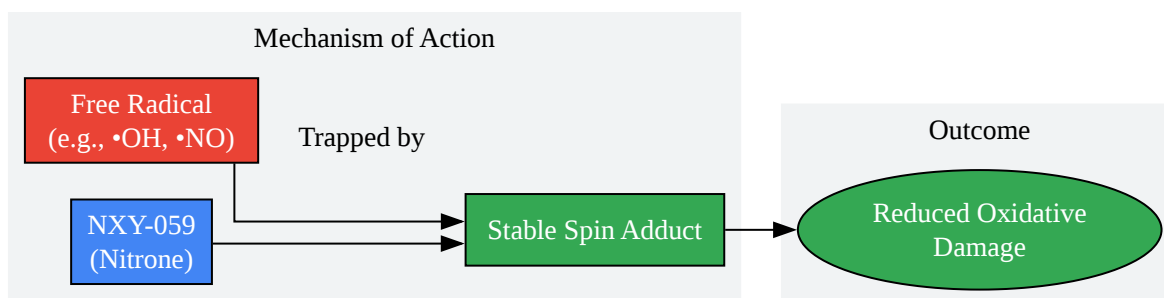 Mechanism of Action
Free Radical
(e.g., •OH, •NO)
Trapped by
NXY-059
(Nitrone)
Stable Spin Adduct
Outcome
Reduced Oxidative
Damage